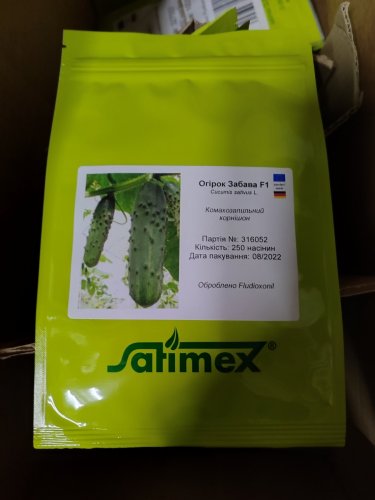 Огірок Забава F1
Cucumis sativus L.
Комахозапильний
корнішон
Партія №: 316052
Кількість: 250 насінин
Дата пакування: 08/2022
Оброблено Fludioxonil
Satimex®